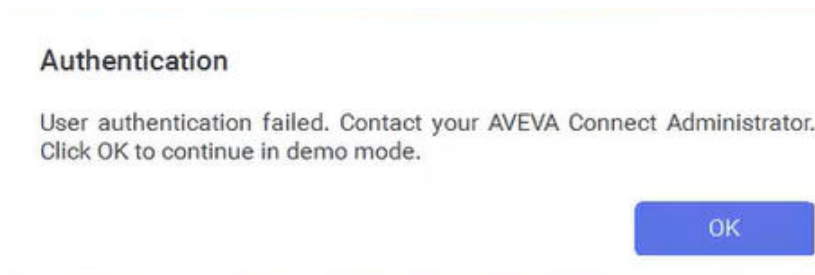 Authentication
User authentication failed. Contact your AVEVA Connect Administrator.
Click OK to continue in demo mode.
OK